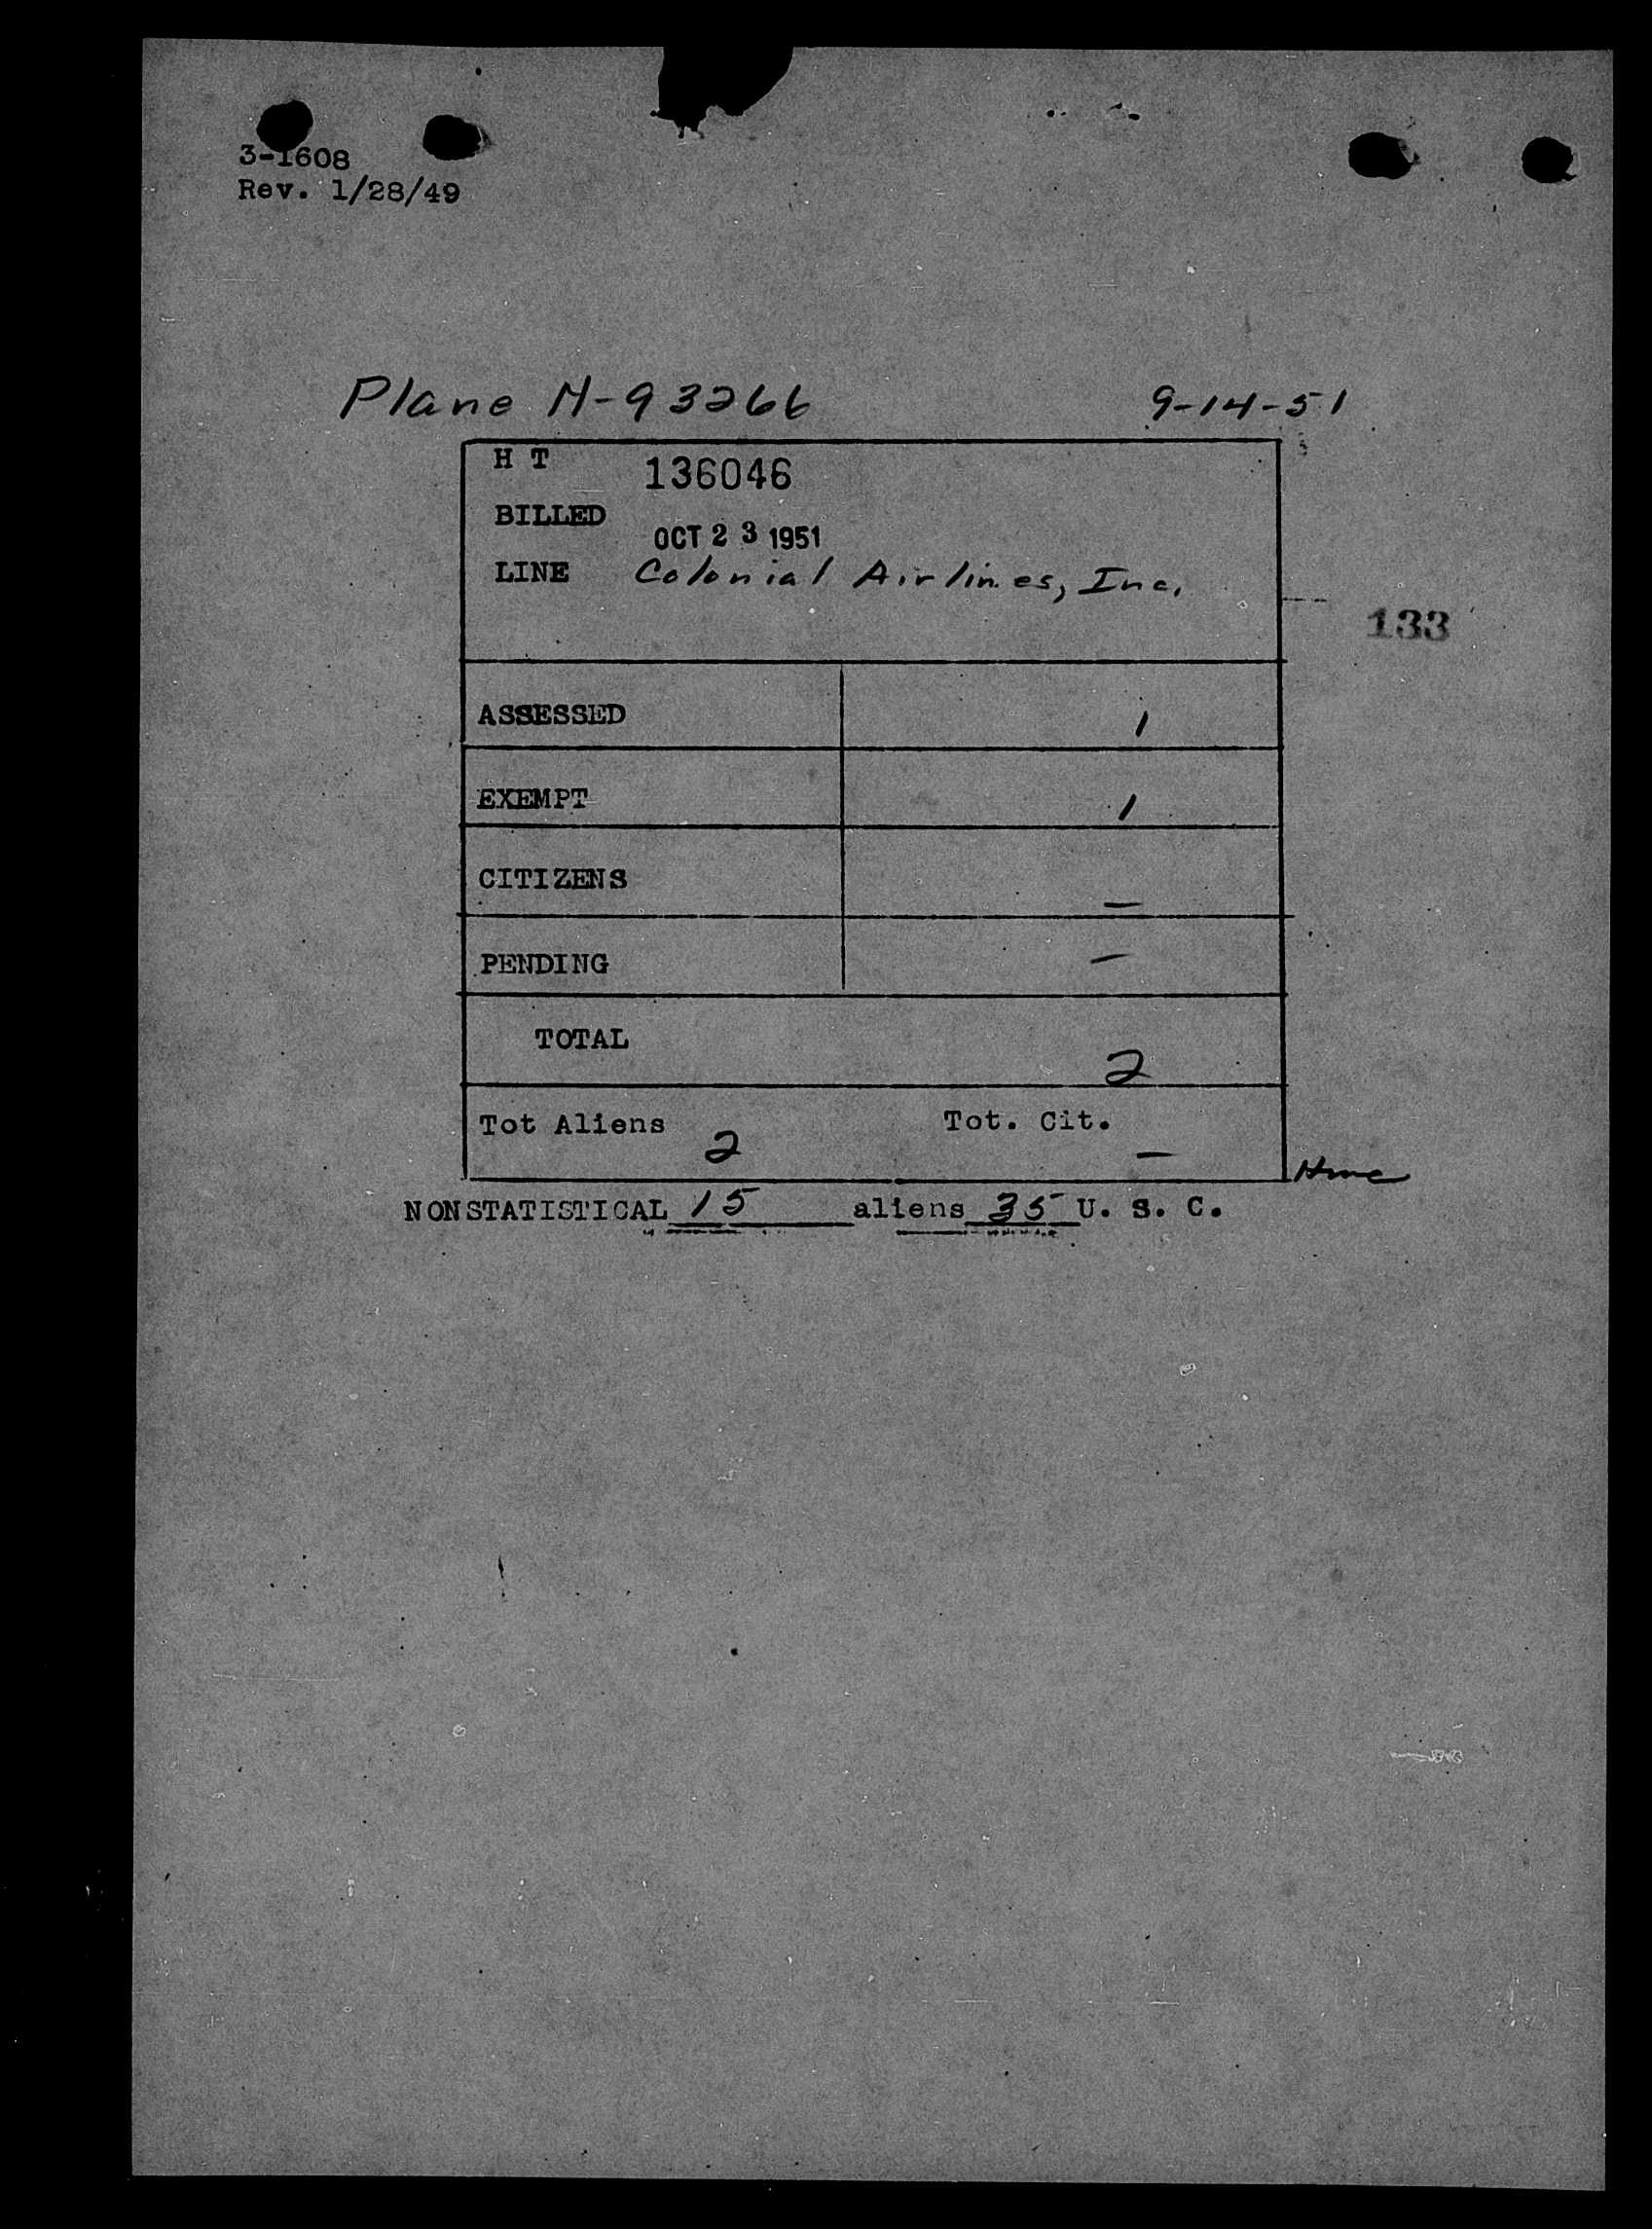 3-1608
Rev. 1/28/49
Plane N-93266 9-14-51
H T 136046
BILLED
OCT 23 1951
LINE Colonial Airlines, Inc.
133
ASSESSED 1
EXEMPT 1
CITIZENS —
PENDING —
TOTAL 2
Tot Aliens 2 Tot. Cit. —
NONSTATISTICAL 15 aliens 35 U. S. C.